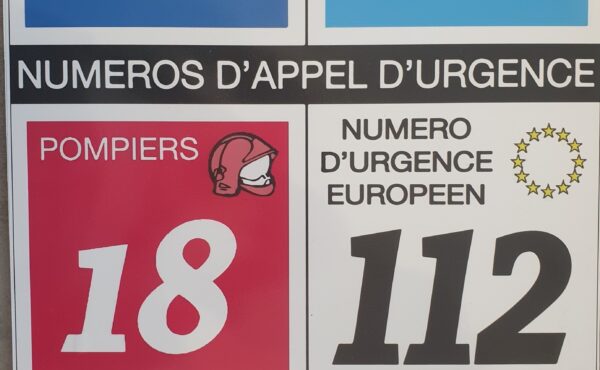 NUMEROS D'APPEL D'URGENCE
POMPIERS
18
NUMERO
D'URGENCE
EUROPEEN
112